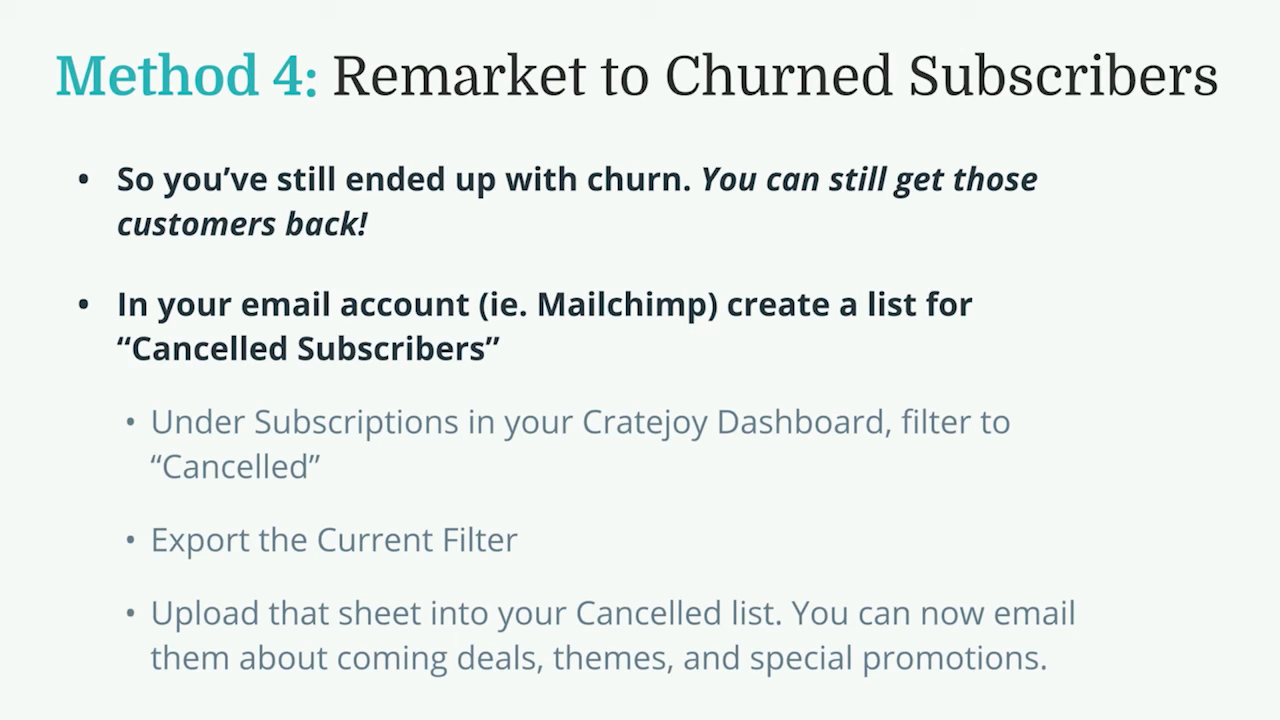 Method 4: Remarket to Churned Subscribers
• So you’ve still ended up with churn. You can still get those
customers back!
• In your email account (ie. Mailchimp) create a list for
“Cancelled Subscribers”
• Under Subscriptions in your Cratejoy Dashboard, filter to
“Cancelled”
• Export the Current Filter
• Upload that sheet into your Cancelled list. You can now email
them about coming deals, themes, and special promotions.